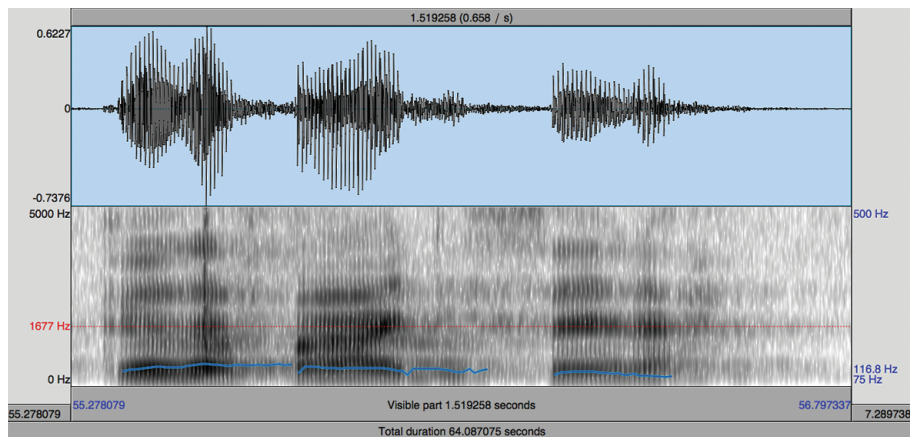 1.519258 (0.658 / s)
0.6227
0
-0.7376
5000 Hz
500 Hz
1677 Hz
0 Hz
116.8 Hz
75 Hz
55.278079
Visible part 1.519258 seconds
56.797337
55.278079
7.289738
Total duration 64.087075 seconds